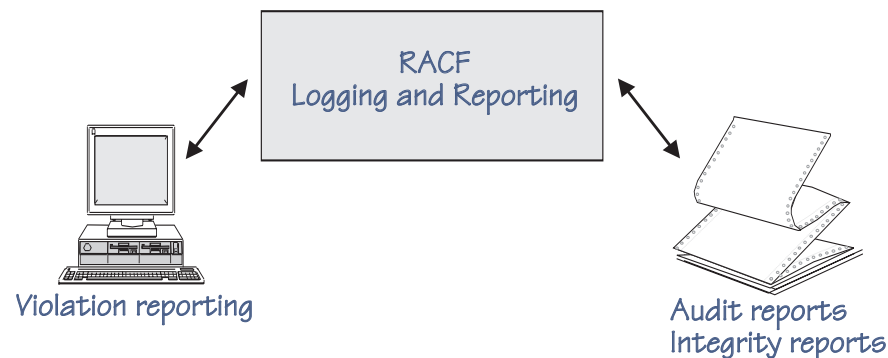 RACF
Logging and Reporting
Violation reporting
Audit reports
Integrity reports